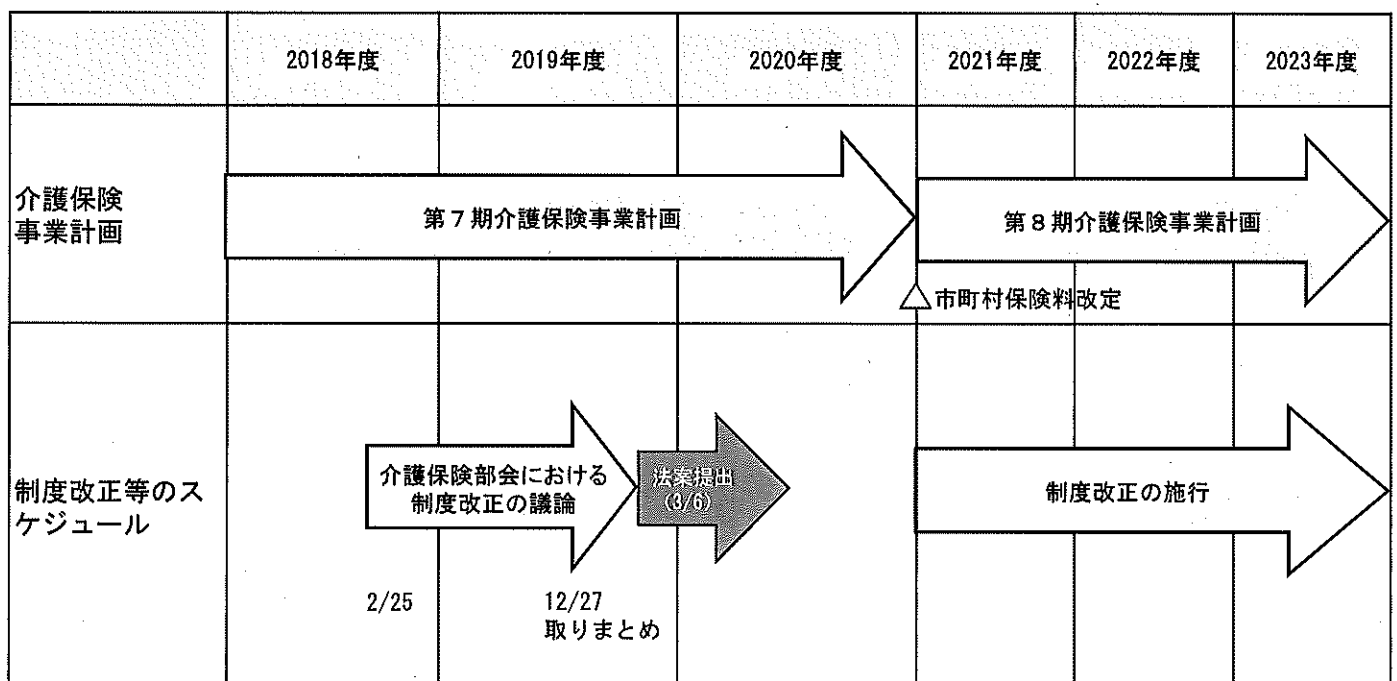 2018年度
2019年度
2020年度
2021年度
2022年度
2023年度
介護保険
事業計画
第7期介護保険事業計画
第8期介護保険事業計画
△市町村保険料改定
制度改正等のス
ケジュール
介護保険部会における
制度改正の議論
法案提出
(3/6)
制度改正の施行
2/25
12/27
取りまとめ